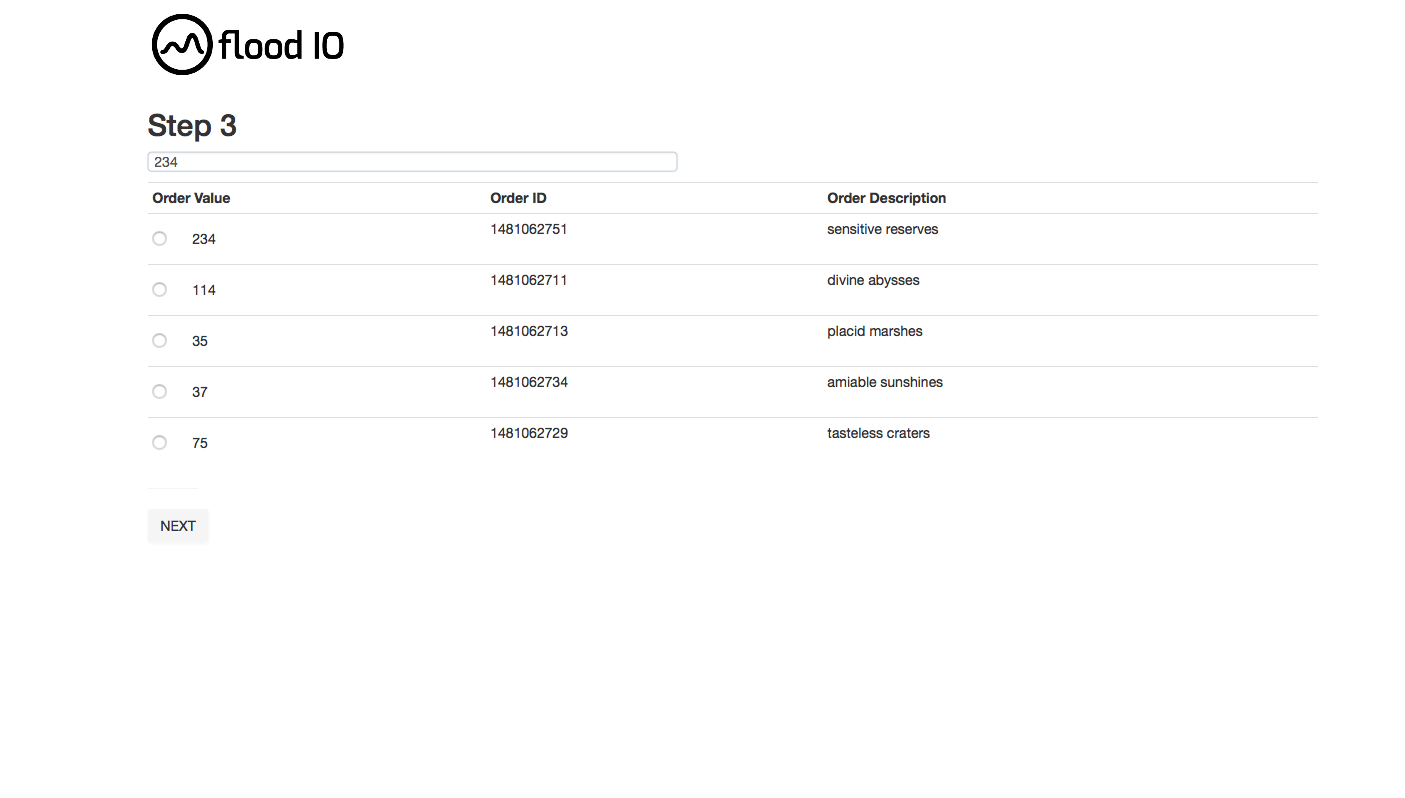 flood IO
Step 3
234
Order Value Order ID Order Description
234 1481062751 sensitive reserves
114 1481062711 divine abysses
35 1481062713 placid marshes
37 1481062734 amiable sunshines
75 1481062729 tasteless craters
NEXT